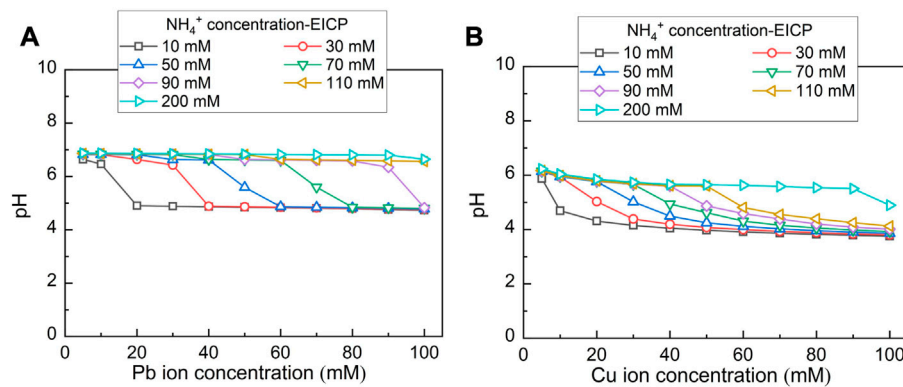 A
NH₄⁺ concentration-EICP
10 mM 30 mM
50 mM 70 mM
90 mM 110 mM
200 mM
10
8
6
4
2
0
pH
0 20 40 60 80 100
Pb ion concentration (mM)
B
NH₄⁺ concentration-EICP
10 mM 30 mM
50 mM 70 mM
90 mM 110 mM
200 mM
10
8
6
4
2
0
pH
0 20 40 60 80 100
Cu ion concentration (mM)